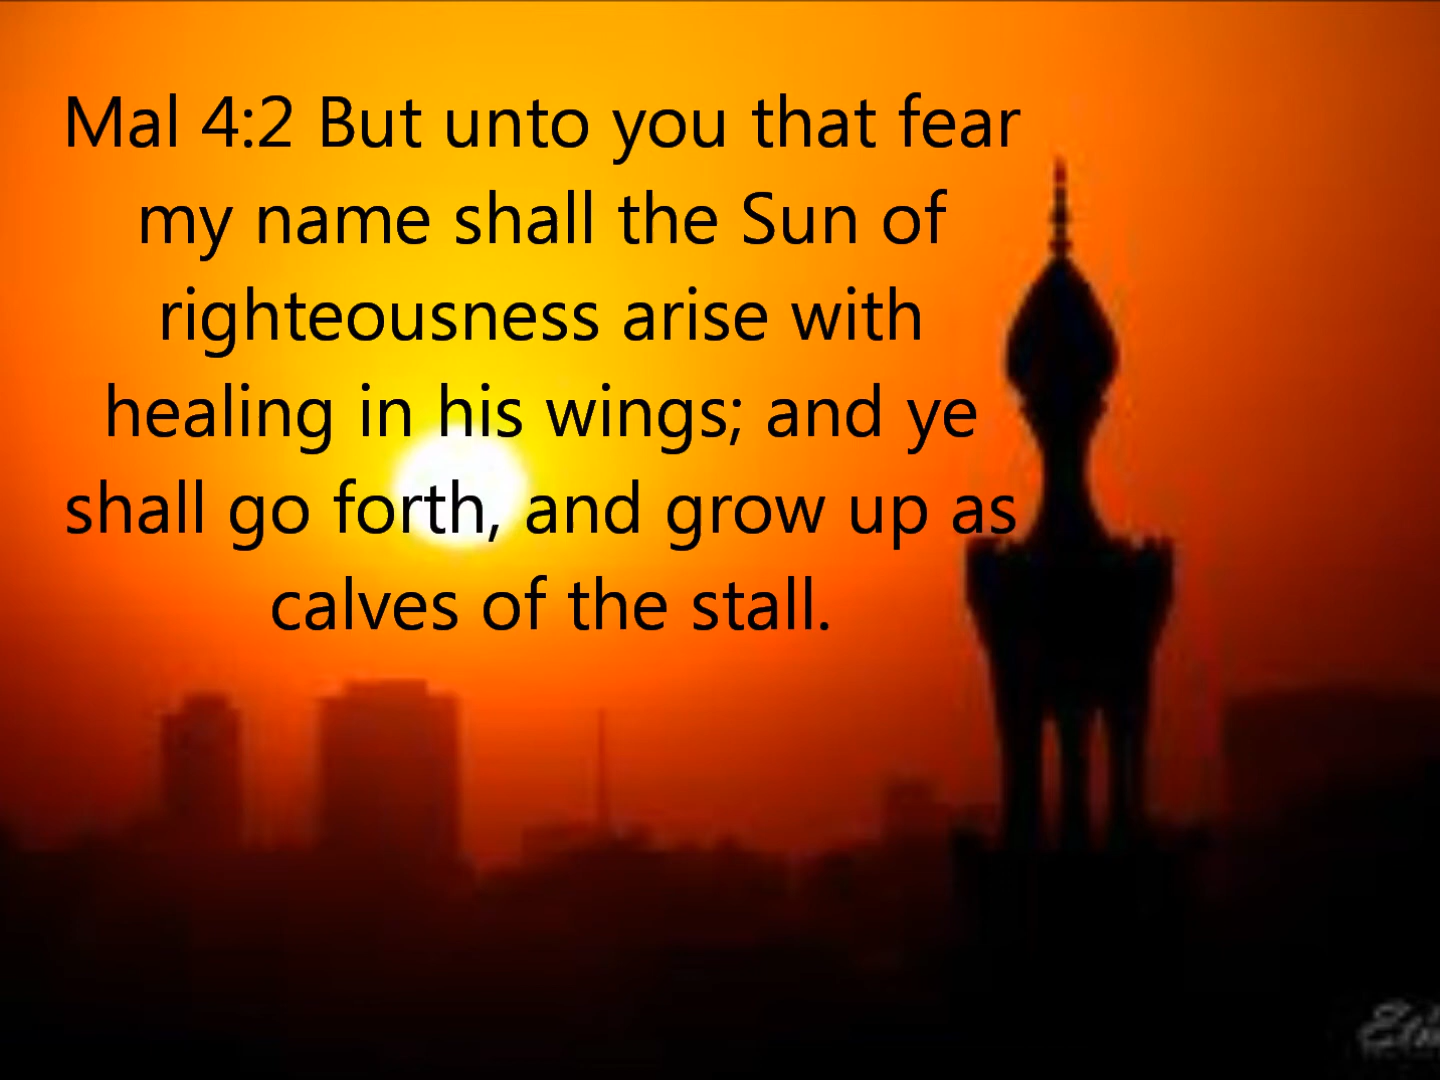 Mal 4:2 But unto you that fear
my name shall the Sun of
righteousness arise with
healing in his wings; and ye
shall go forth, and grow up as
calves of the stall.